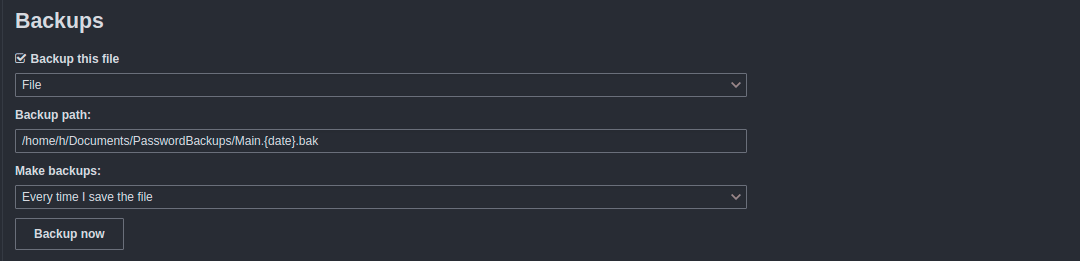 Backups
Backup this file
File
Backup path:
/home/h/Documents/PasswordBackups/Main.{date}.bak
Make backups:
Every time I save the file
Backup now